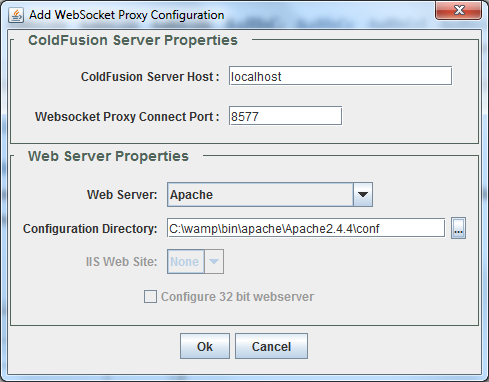 Add WebSocket Proxy Configuration
ColdFusion Server Properties
ColdFusion Server Host : localhost
Websocket Proxy Connect Port : 8577
Web Server Properties
Web Server: Apache
Configuration Directory: C:\wamp\bin\apache\Apache2.4.4\conf ...
IIS Web Site: None
Configure 32 bit webserver
Ok Cancel